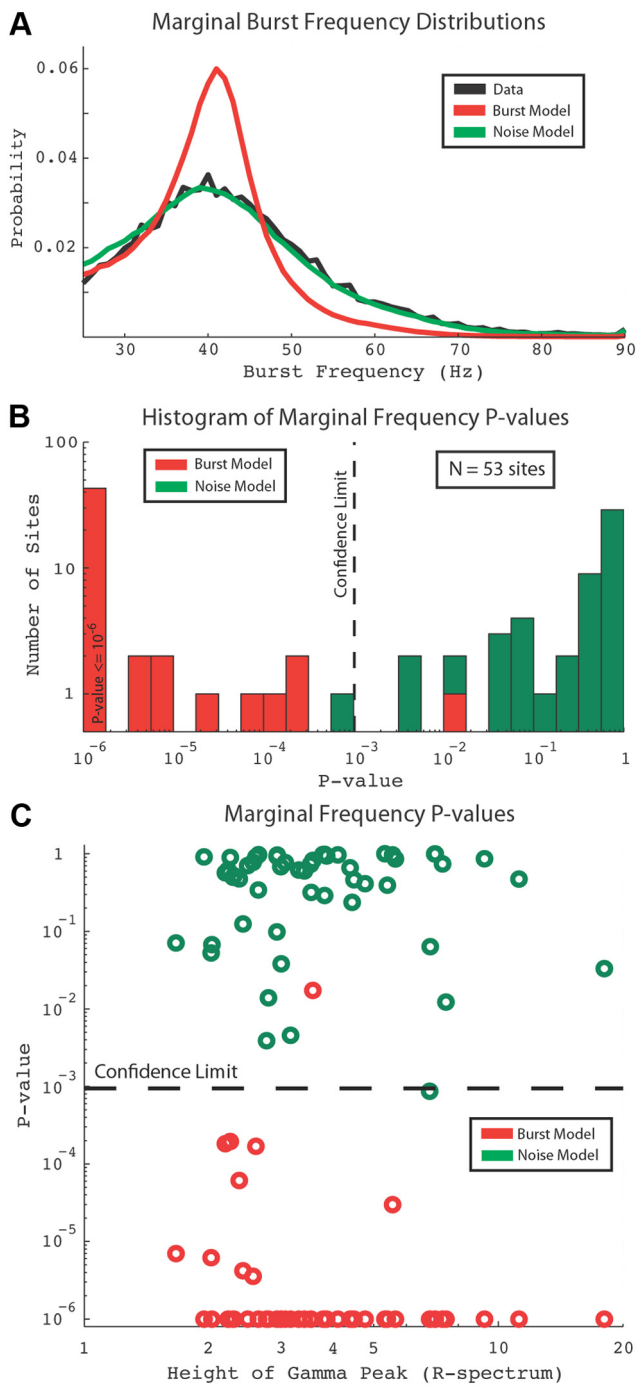 A
Marginal Burst Frequency Distributions
0.06
0.04
0.02
Probability
Data
Burst Model
Noise Model
30 40 50 60 70 80 90
Burst Frequency (Hz)
B
Histogram of Marginal Frequency P-values
100
10
1
Number of Sites
Burst Model
Noise Model
Confidence Limit
N = 53 sites
P-value <= 10^-6
10^-6 10^-5 10^-4 10^-3 10^-2 10^-1 1
P-value
C
Marginal Frequency P-values
1
10^-1
10^-2
10^-3
10^-4
10^-5
10^-6
P-value
Confidence Limit
Burst Model
Noise Model
1 2 3 4 5 10 20
Height of Gamma Peak (R-spectrum)